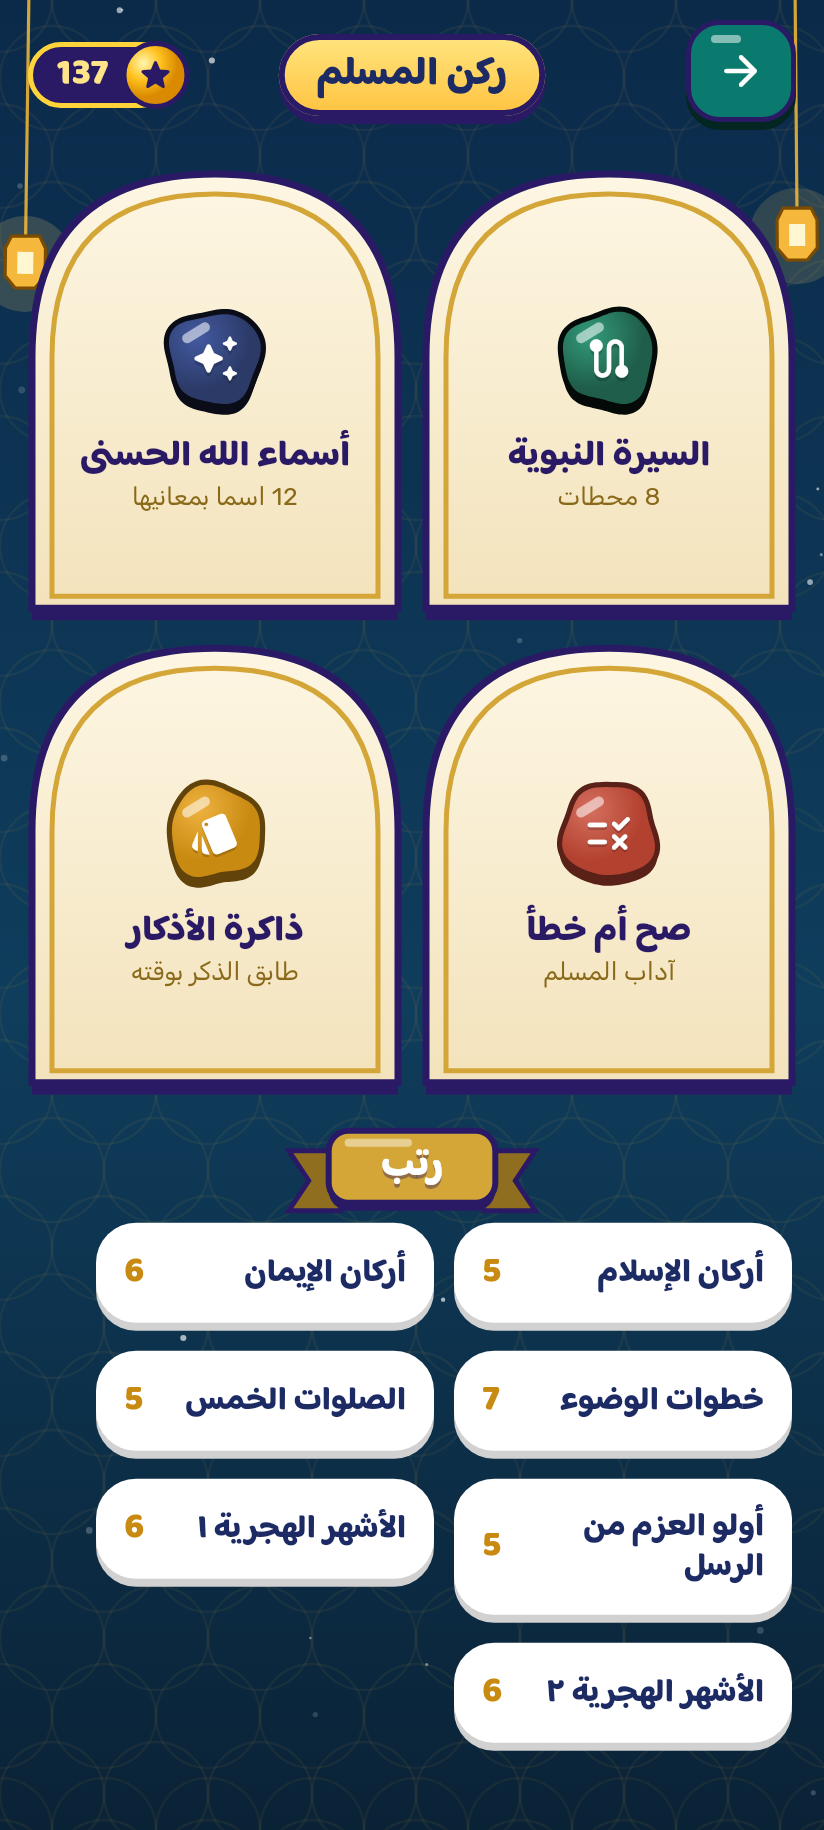 ركن المسلم
137
السيرة النبوية
8 محطات
أسماء الله الحسنى
12 اسما بمعانيها
صح أم خطأ
آداب المسلم
ذاكرة الأذكار
طابق الذكر بوقته
رتب
أركان الإسلام 5
أركان الإيمان 6
خطوات الوضوء 7
الصلوات الخمس 5
أولو العزم من
الرسل
5
الأشهر الهجرية ١ 6
الأشهر الهجرية ٢ 6